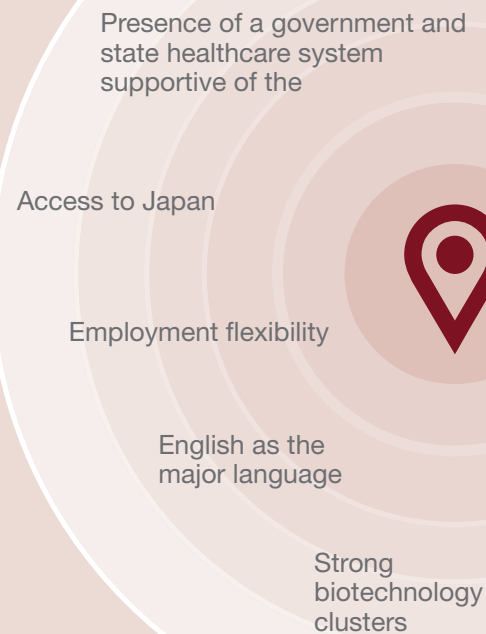 Presence of a government and
state healthcare system
supportive of the
Access to Japan
Employment flexibility
English as the
major language
Strong
biotechnology
clusters